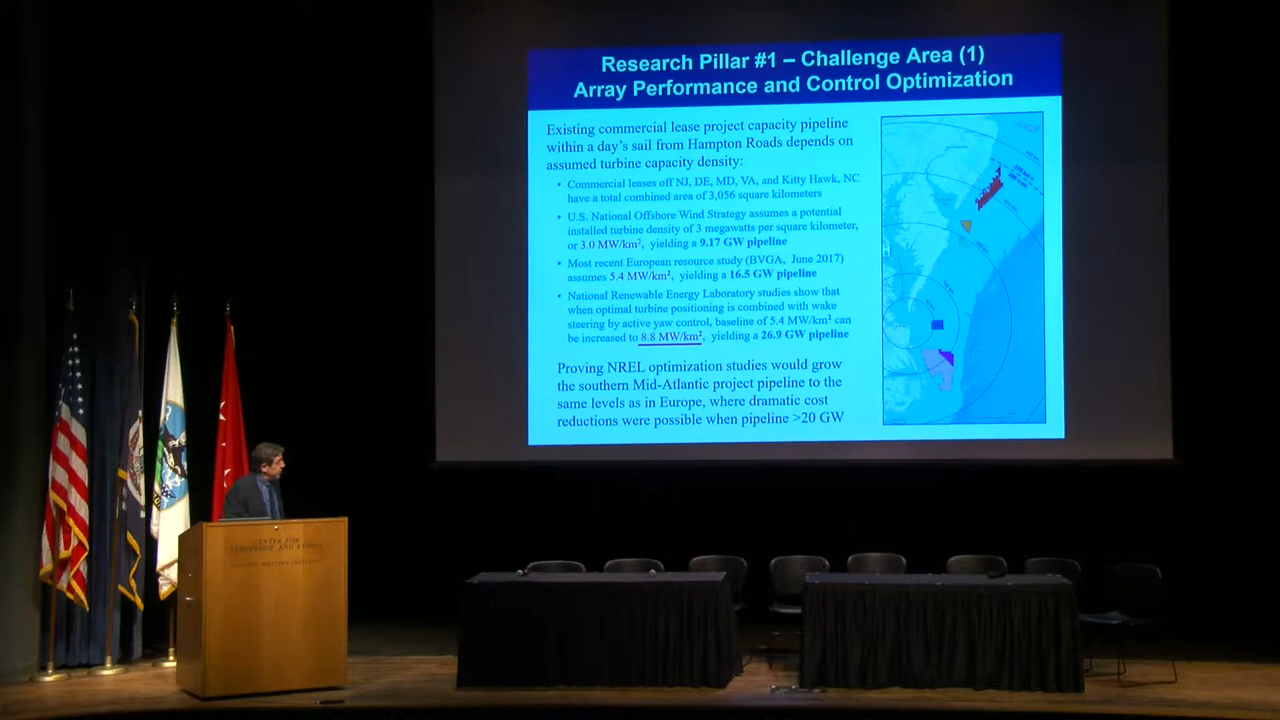 Research Pillar #1 – Challenge Area (1)
Array Performance and Control Optimization
Existing commercial lease project capacity pipeline
within a day's sail from Hampton Roads depends on
assumed turbine capacity density:
• Commercial leases off NJ, DE, MD, VA, and Kitty Hawk, NC
have a total combined area of 3,056 square kilometers
• U.S. National Offshore Wind Strategy assumes a potential
installed turbine density of 3 megawatts per square kilometer,
or 3.0 MW/km², yielding a 9.17 GW pipeline
• Most recent European resource study (BVGA, June 2017)
assumes 5.4 MW/km², yielding a 16.5 GW pipeline
• National Renewable Energy Laboratory studies show that
when optimal turbine positioning is combined with wake
steering by active yaw control, baseline of 5.4 MW/km² can
be increased to 8.8 MW/km², yielding a 26.9 GW pipeline
Proving NREL optimization studies would grow
the southern Mid-Atlantic project pipeline to the
same levels as in Europe, where dramatic cost
reductions were possible when pipeline >20 GW
CENTER FOR
LEADERSHIP AND ETHICS